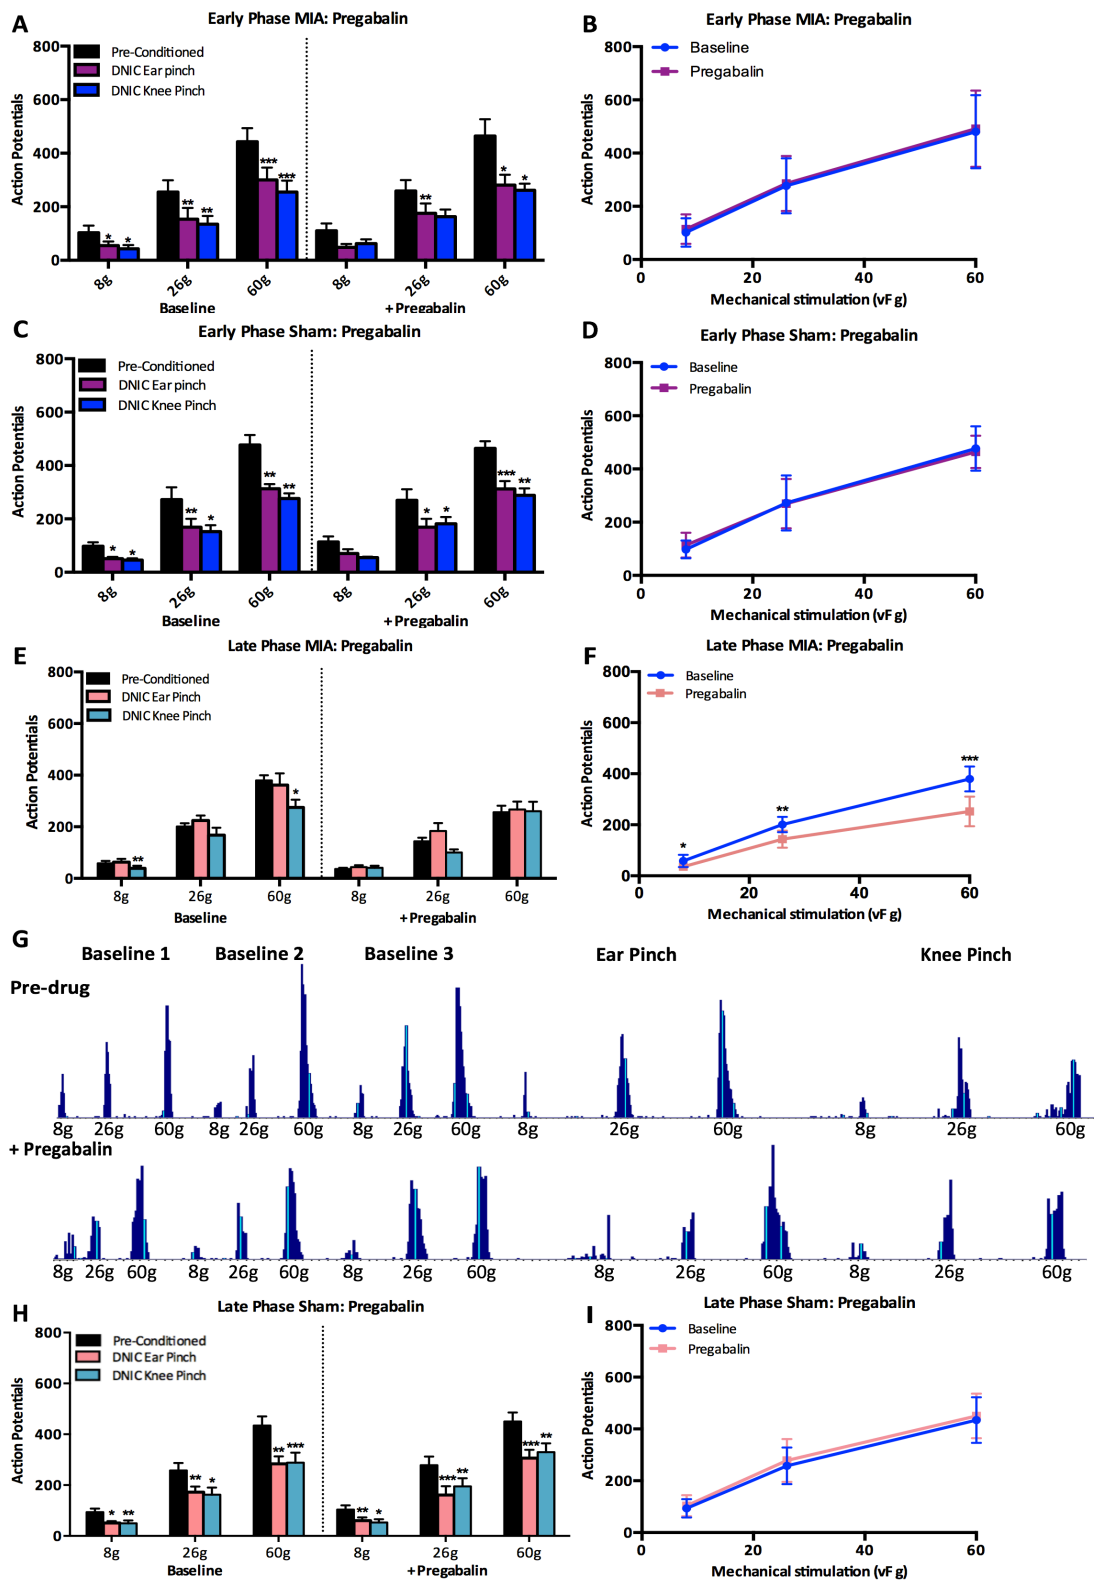 A
Early Phase MIA: Pregabalin
800
600
400
200
0
Action Potentials
Pre-Conditioned
DNIC Ear pinch
DNIC Knee Pinch
* * ** ** *** *** ** * *
8g 26g 60g 8g 26g 60g
Baseline + Pregabalin
B
Early Phase MIA: Pregabalin
800
600
400
200
0
Action Potentials
Baseline
Pregabalin
0 20 40 60
Mechanical stimulation (vF g)
C
Early Phase Sham: Pregabalin
800
600
400
200
0
Action Potentials
Pre-Conditioned
DNIC Ear pinch
DNIC Knee Pinch
* * ** * ** ** * * *** **
8g 26g 60g 8g 26g 60g
Baseline + Pregabalin
D
Early Phase Sham: Pregabalin
800
600
400
200
0
Action Potentials
Baseline
Pregabalin
0 20 40 60
Mechanical stimulation (vF g)
E
Late Phase MIA: Pregabalin
800
600
400
200
0
Action Potentials
Pre-Conditioned
DNIC Ear Pinch
DNIC Knee Pinch
** *
8g 26g 60g 8g 26g 60g
Baseline + Pregabalin
F
Late Phase MIA: Pregabalin
800
600
400
200
0
Action Potentials
Baseline
Pregabalin
* ** ***
0 20 40 60
Mechanical stimulation (vF g)
G
Baseline 1 Baseline 2 Baseline 3 Ear Pinch Knee Pinch
Pre-drug
8g 26g 60g 8g 26g 60g 8g 26g 60g 8g 26g 60g 8g 26g 60g
+ Pregabalin
8g 26g 60g 8g 26g 60g 8g 26g 60g 8g 26g 60g 8g 26g 60g
H
Late Phase Sham: Pregabalin
800
600
400
200
0
Action Potentials
Pre-Conditioned
DNIC Ear Pinch
DNIC Knee Pinch
* ** ** * ** *** ** * *** ** *** **
8g 26g 60g 8g 26g 60g
Baseline + Pregabalin
I
Late Phase Sham: Pregabalin
800
600
400
200
0
Action Potentials
Baseline
Pregabalin
0 20 40 60
Mechanical stimulation (vF g)